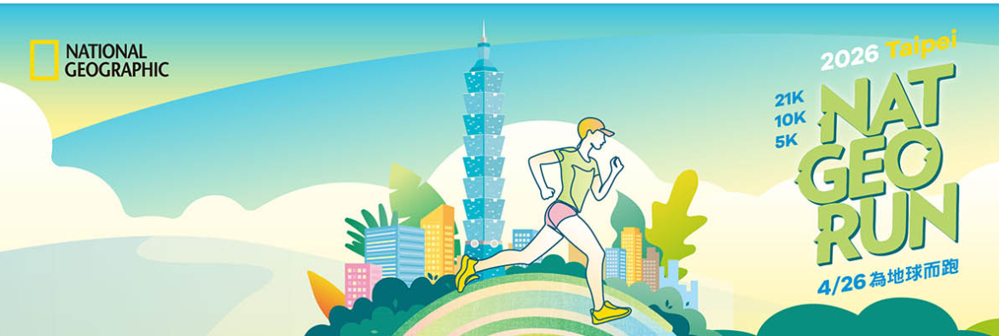 NATIONAL
GEOGRAPHIC
2026 Taipei
21K
10K
5K
NAT
GEO
RUN
4/26 為地球而跑